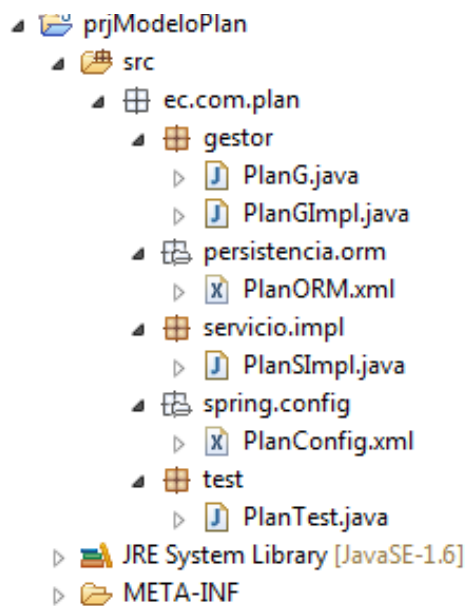 prjModeloPlan
src
ec.com.plan
gestor
PlanG.java
PlanGImpl.java
persistencia.orm
PlanORM.xml
servicio.impl
PlanSImpl.java
spring.config
PlanConfig.xml
test
PlanTest.java
JRE System Library [JavaSE-1.6]
META-INF